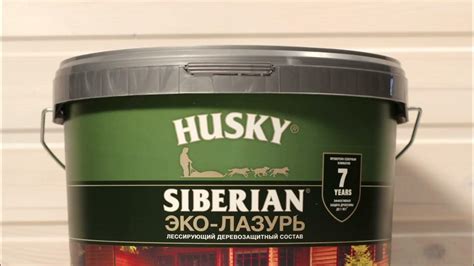 HUSKY®
SIBERIAN®
ЭКО-ЛАЗУРЬ
ЛЕССИРУЮЩИЙ ДЕРЕВОЗАЩИТНЫЙ СОСТАВ
7
YEARS